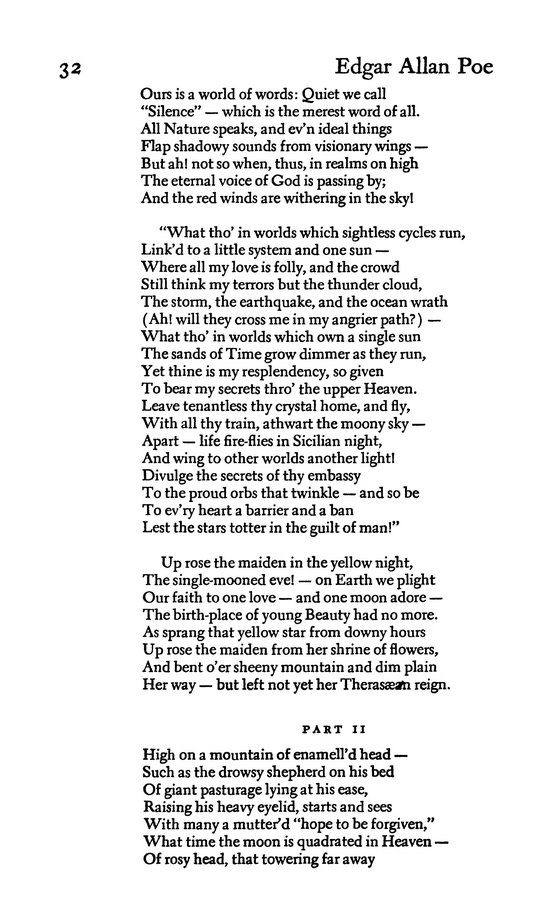 32
Edgar Allan Poe
Ours is a world of words: Quiet we call
“Silence” — which is the merest word of all.
All Nature speaks, and ev’n ideal things
Flap shadowy sounds from visionary wings —
But ah! not so when, thus, in realms on high
The eternal voice of God is passing by;
And the red winds are withering in the sky!
“What tho’ in worlds which sightless cycles run,
Link’d to a little system and one sun —
Where all my love is folly, and the crowd
Still think my terrors but the thunder cloud,
The storm, the earthquake, and the ocean wrath
(Ah! will they cross me in my angrier path?) —
What tho’ in worlds which own a single sun
The sands of Time grow dimmer as they run,
Yet thine is my resplendency, so given
To bear my secrets thro’ the upper Heaven.
Leave tenantless thy crystal home, and fly,
With all thy train, athwart the moony sky —
Apart — life fire-flies in Sicilian night,
And wing to other worlds another light!
Divulge the secrets of thy embassy
To the proud orbs that twinkle — and so be
To ev’ry heart a barrier and a ban
Lest the stars totter in the guilt of man!”
Up rose the maiden in the yellow night,
The single-mooned eve! — on Earth we plight
Our faith to one love — and one moon adore —
The birth-place of young Beauty had no more.
As sprang that yellow star from downy hours
Up rose the maiden from her shrine of flowers,
And bent o’er sheeny mountain and dim plain
Her way — but left not yet her Therasæan reign.
PART II
High on a mountain of enamell’d head —
Such as the drowsy shepherd on his bed
Of giant pasturage lying at his ease,
Raising his heavy eyelid, starts and sees
With many a mutter’d “hope to be forgiven,”
What time the moon is quadrated in Heaven —
Of rosy head, that towering far away